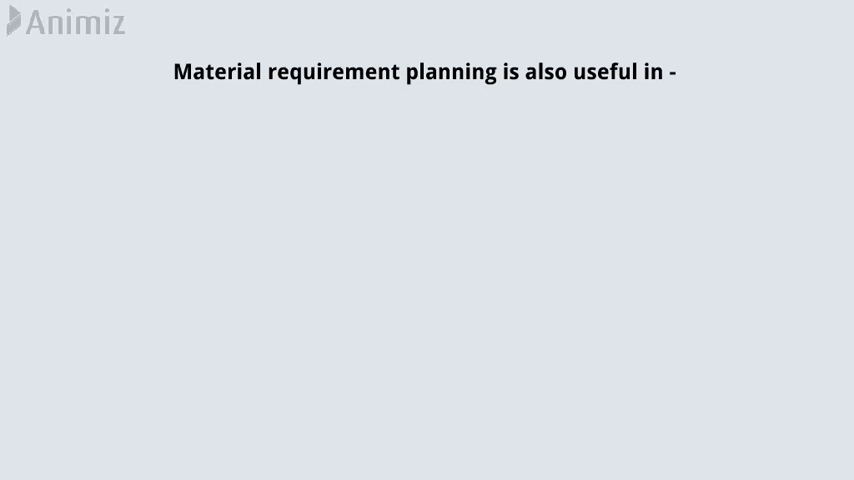 Animiz
Material requirement planning is also useful in -